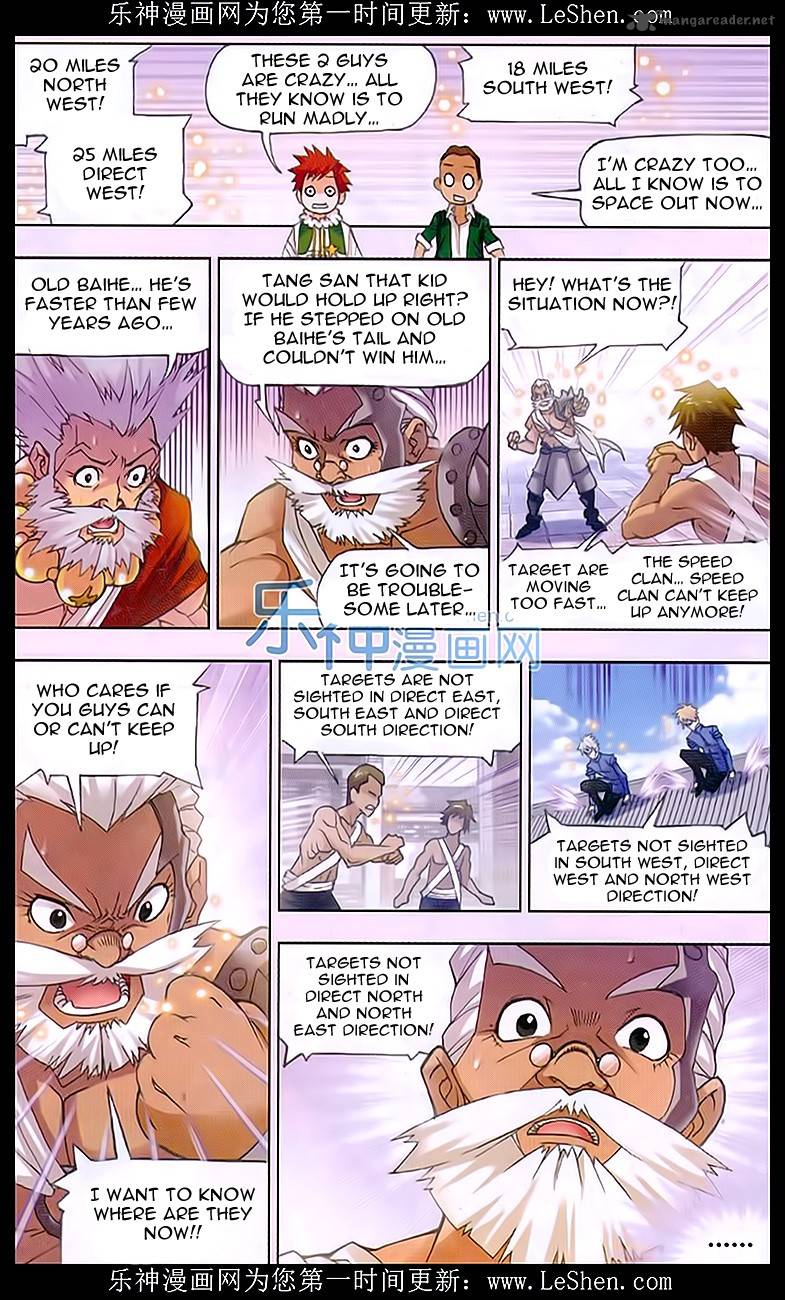 乐神漫画网为您第一时间更新：www.LeShen.com
mangareader.net
20 MILES
NORTH
WEST!
THESE 2 GUYS
ARE CRAZY... ALL
THEY KNOW IS TO
RUN MADLY...
18 MILES
SOUTH WEST!
25 MILES
DIRECT
WEST!
I'M CRAZY TOO...
ALL I KNOW IS TO
SPACE OUT NOW...
OLD BAIHE... HE'S
FASTER THAN FEW
YEARS AGO...
TANG SAN THAT KID
WOULD HOLD UP RIGHT?
IF HE STEPPED ON OLD
BAIHE'S TAIL AND
COULDN'T WIN HIM...
IT'S GOING TO
BE TROUBLE-
SOME LATER...
HEY! WHAT'S THE
SITUATION NOW?!
TARGET ARE
MOVING
TOO FAST...
THE SPEED
CLAN... SPEED
CLAN CAN'T KEEP
UP ANYMORE!
乐神漫画网
WHO CARES IF
YOU GUYS CAN
OR CAN'T KEEP
UP!
I WANT TO KNOW
WHERE ARE THEY
NOW!!
TARGETS ARE NOT
SIGHTED IN DIRECT EAST,
SOUTH EAST AND DIRECT
SOUTH DIRECTION!
TARGETS NOT SIGHTED
IN SOUTH WEST, DIRECT
WEST AND NORTH WEST
DIRECTION!
TARGETS NOT
SIGHTED IN
DIRECT NORTH
AND NORTH
EAST DIRECTION!
......
乐神漫画网为您第一时间更新：www.LeShen.com